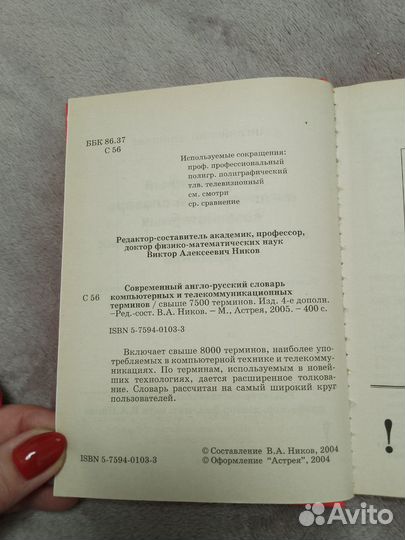 ББК 86.37
С 56
Используемые сокращения:
проф. профессиональный
полигр. полиграфический
тлв. телевизионный
см. смотри
ср. сравнение
Редактор-составитель академик, профессор,
доктор физико-математических наук
Виктор Алексеевич Ников
Современный англо-русский словарь
С 56 компьютерных и телекоммуникационных
терминов / свыше 7500 терминов. Изд. 4-е дополн.
–Ред.-сост. В.А. Ников. – М., Астрея, 2005. – 400 с.
ISBN 5-7594-0103-3
Включает свыше 8000 терминов, наиболее упо-
требляемых в компьютерной технике и телекомму-
никациях. По терминам, используемым в новей-
ших технологиях, дается расширенное толкова-
ние. Словарь рассчитан на самый широкий круг
пользователей.
© Составление В.А. Ников, 2004
ISBN 5-7594-0103-3 © Оформление "Астрея", 2004
!
Avito